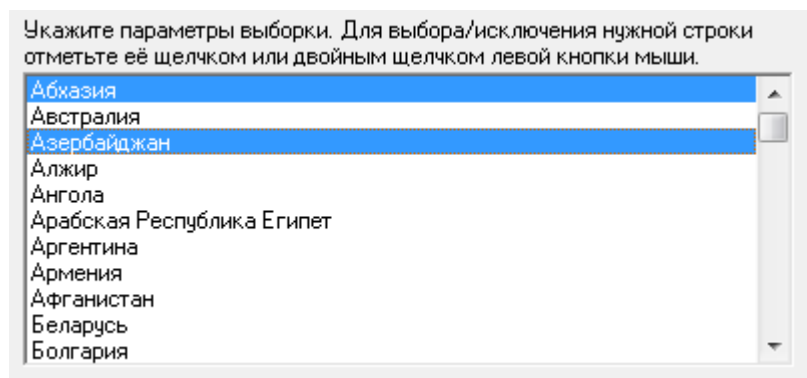 Укажите параметры выборки. Для выбора/исключения нужной строки
отметьте её щелчком или двойным щелчком левой кнопки мыши.
Абхазия
Австралия
Азербайджан
Алжир
Ангола
Арабская Республика Египет
Аргентина
Армения
Афганистан
Беларусь
Болгария